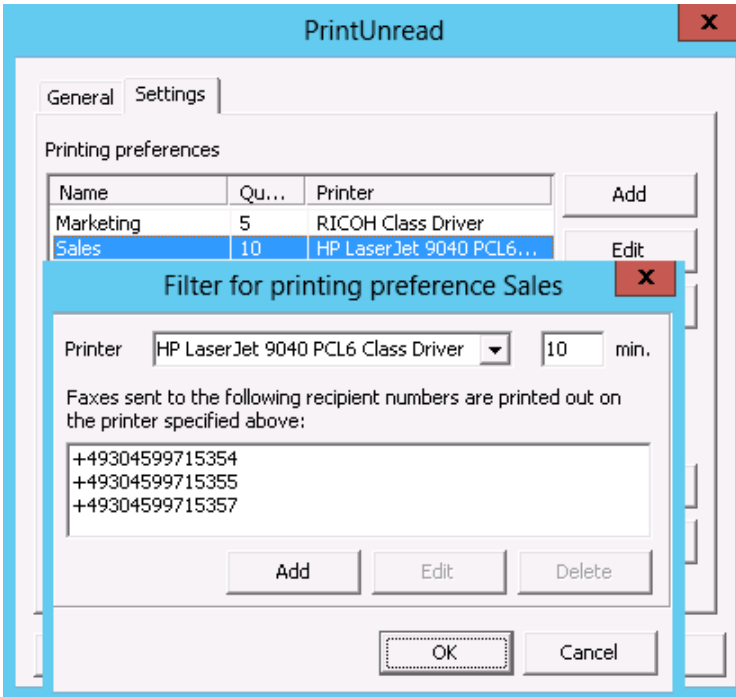 PrintUnread
x
General Settings
Printing preferences
Name Qu... Printer
Add
Marketing 5 RICOH Class Driver
Sales 10 HP LaserJet 9040 PCL6...
Edit
Filter for printing preference Sales
x
Printer HP LaserJet 9040 PCL6 Class Driver 10 min.
Faxes sent to the following recipient numbers are printed out on
the printer specified above:
+49304599715354
+49304599715355
+49304599715357
Add Edit Delete
OK Cancel